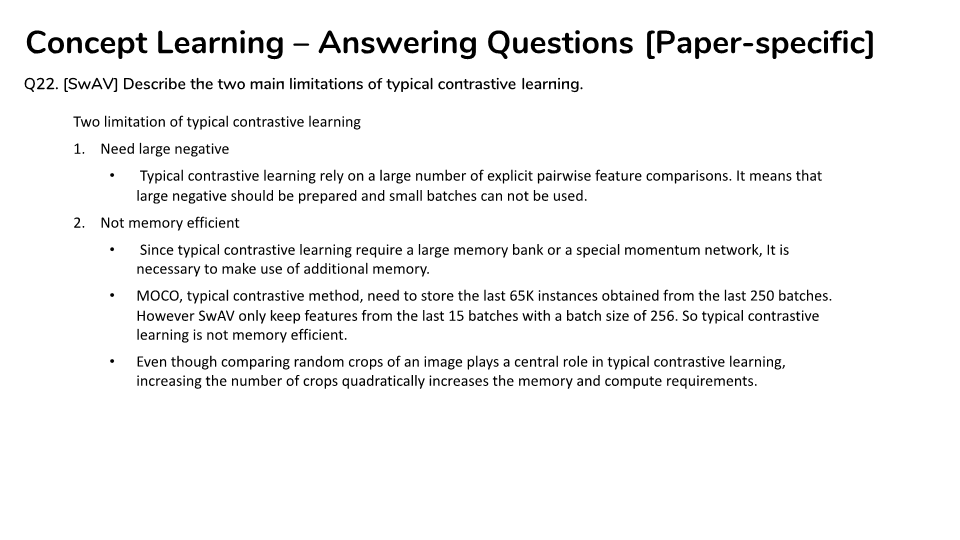 Concept Learning – Answering Questions [Paper-specific]
Q22. [SwAV] Describe the two main limitations of typical contrastive learning.
Two limitation of typical contrastive learning
1. Need large negative
• Typical contrastive learning rely on a large number of explicit pairwise feature comparisons. It means that
large negative should be prepared and small batches can not be used.
2. Not memory efficient
• Since typical contrastive learning require a large memory bank or a special momentum network, It is
necessary to make use of additional memory.
• MOCO, typical contrastive method, need to store the last 65K instances obtained from the last 250 batches.
However SwAV only keep features from the last 15 batches with a batch size of 256. So typical contrastive
learning is not memory efficient.
• Even though comparing random crops of an image plays a central role in typical contrastive learning,
increasing the number of crops quadratically increases the memory and compute requirements.